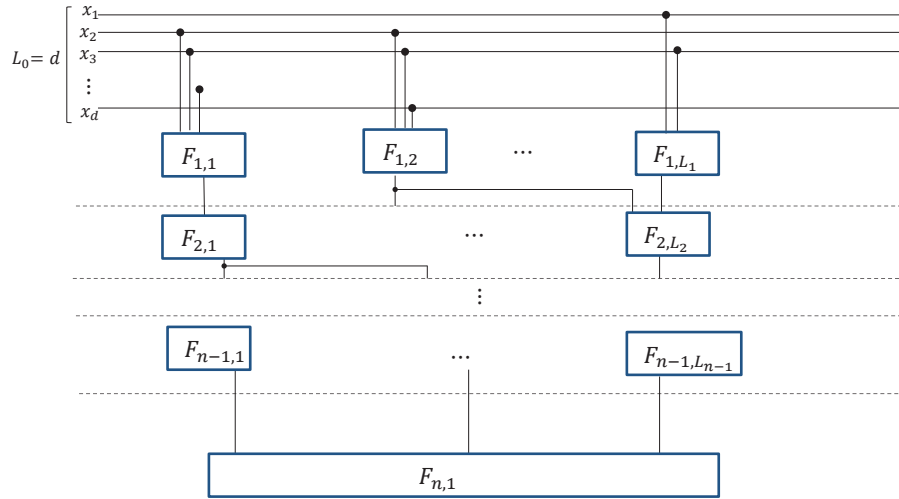 x₁
x₂
L₀ = d x₃
⋮
x_d
F₁,₁ F₁,₂ ... F₁,L₁
F₂,₁ ... F₂,L₂
⋮
Fₙ₋₁,₁ ... Fₙ₋₁,Lₙ₋₁
Fₙ,₁